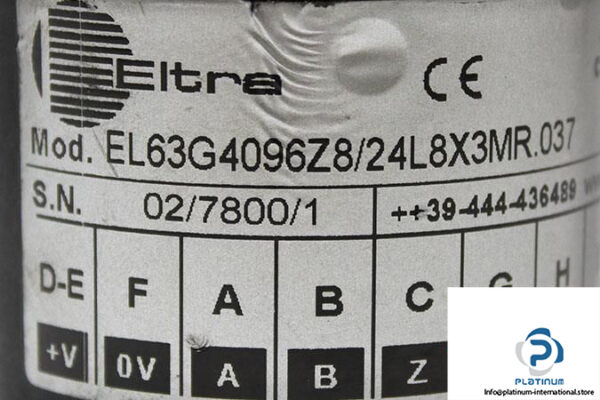 Eltra CE
Mod. EL63G4096Z8/24L8X3MR.037
S.N. 02/7800/1 ++39-444-436489
D-E F A B C G H
+V 0V A B Z
PLATINUM
Info@platinum-international.store